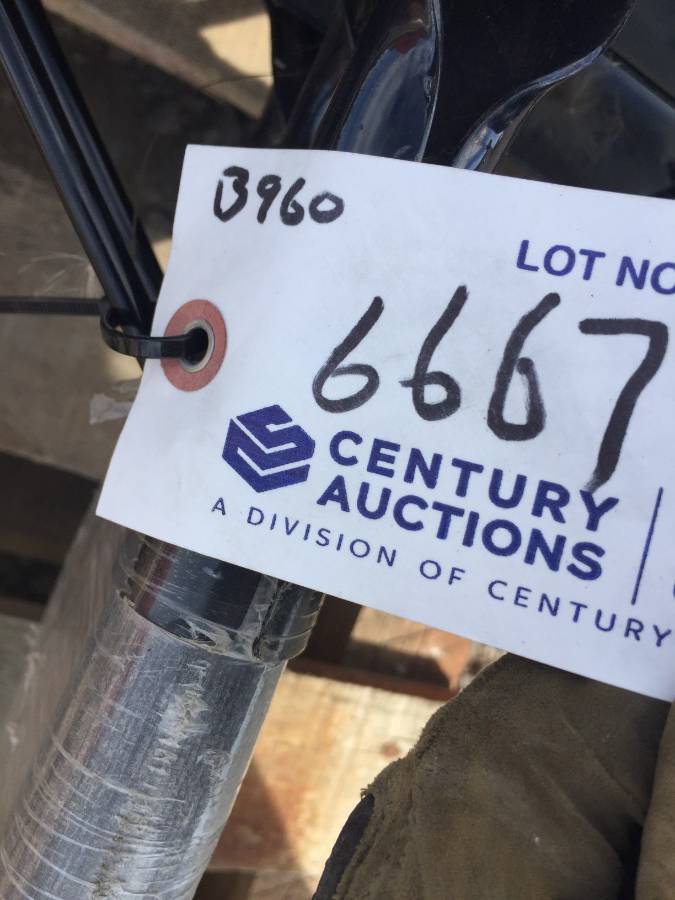 B960
LOT NO
6667
CENTURY
AUCTIONS
A DIVISION OF CENTURY